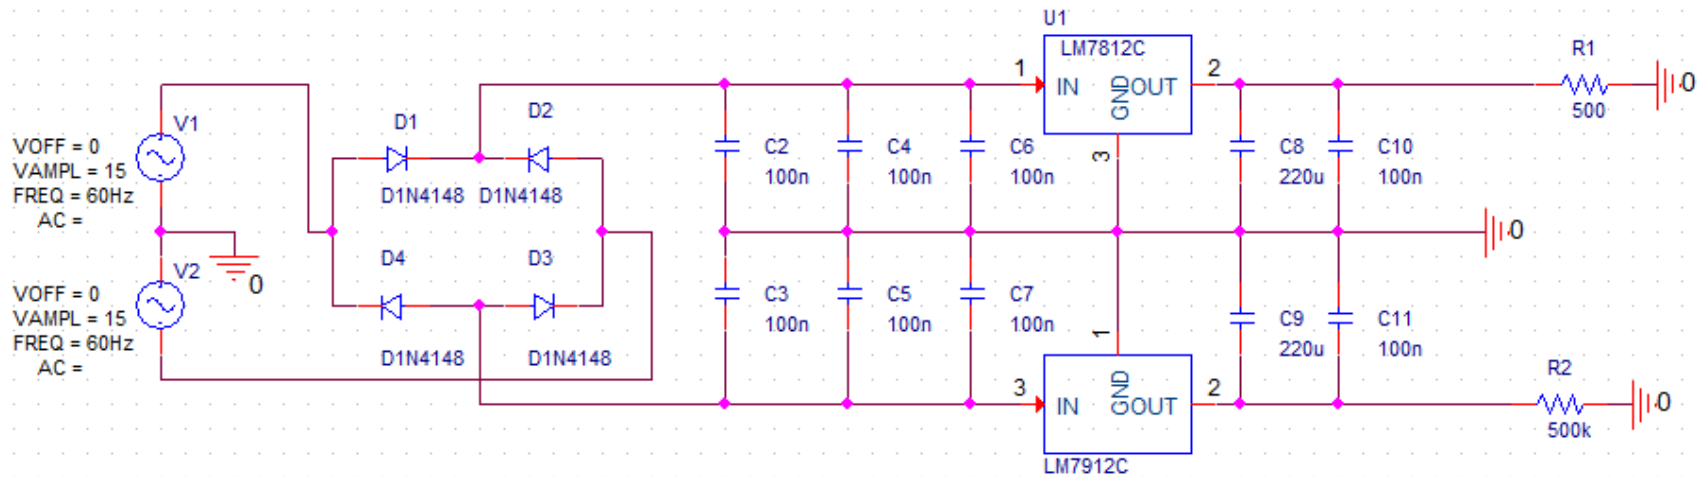 U1
LM7812C
1
IN
GND
OUT
2
3
R1
500
0
V1
VOFF = 0
VAMPL = 15
FREQ = 60Hz
AC =
D1
D2
D1N4148
D1N4148
C2
100n
C4
100n
C6
100n
C8
220u
C10
100n
0
0
V2
VOFF = 0
VAMPL = 15
FREQ = 60Hz
AC =
D4
D3
D1N4148
D1N4148
C3
100n
C5
100n
C7
100n
C9
220u
C11
100n
1
3
IN
GND
OUT
2
LM7912C
R2
500k
0